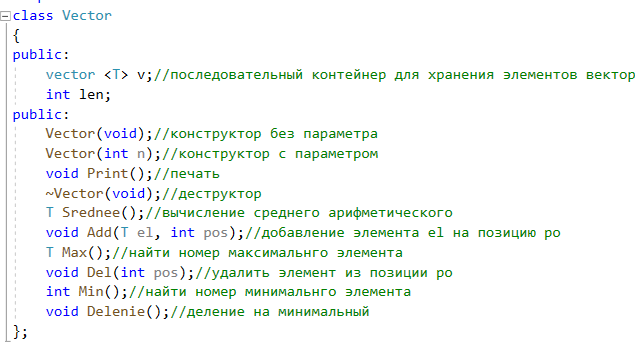 class Vector
{
public:
vector <T> v;//последовательный контейнер для хранения элементов вектор
int len;
public:
Vector(void);//конструктор без параметра
Vector(int n);//конструктор с параметром
void Print();//печать
~Vector(void);//деструктор
T Srednee();//вычисление среднего арифметического
void Add(T el, int pos);//добавление элемента el на позицию po
T Max();//найти номер максимальнго элемента
void Del(int pos);//удалить элемент из позиции po
int Min();//найти номер минимальнго элемента
void Delenie();//деление на минимальный
};